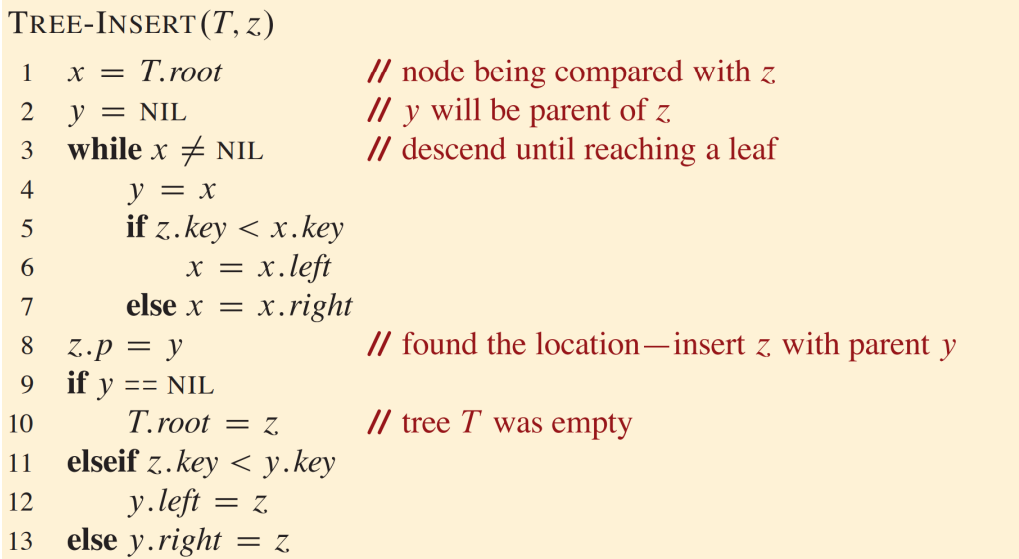 TREE-INSERT(T, z)
1 x = T.root // node being compared with z
2 y = NIL // y will be parent of z
3 while x ≠ NIL // descend until reaching a leaf
4 y = x
5 if z.key < x.key
6 x = x.left
7 else x = x.right
8 z.p = y // found the location—insert z with parent y
9 if y == NIL
10 T.root = z // tree T was empty
11 elseif z.key < y.key
12 y.left = z
13 else y.right = z